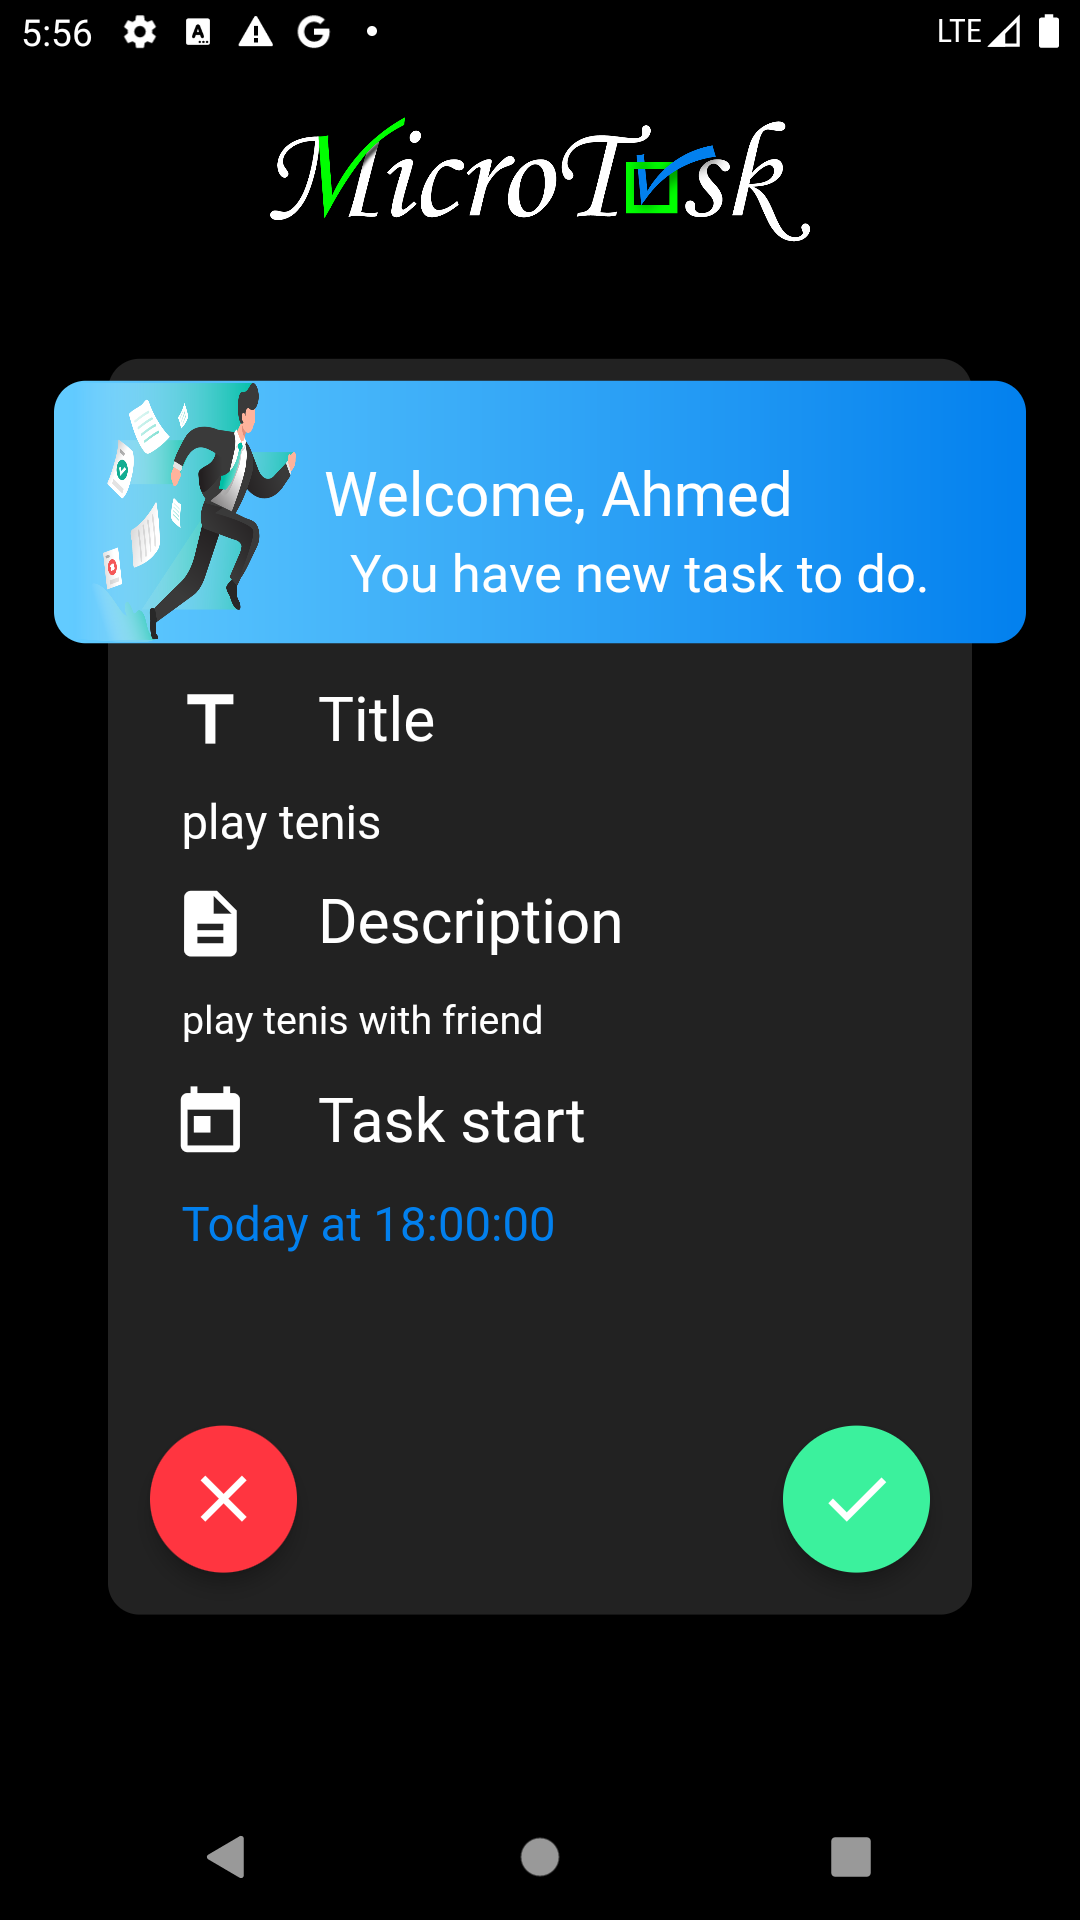 5:56
LTE
MicroTask
Welcome, Ahmed
You have new task to do.
Title
play tenis
Description
play tenis with friend
Task start
Today at 18:00:00